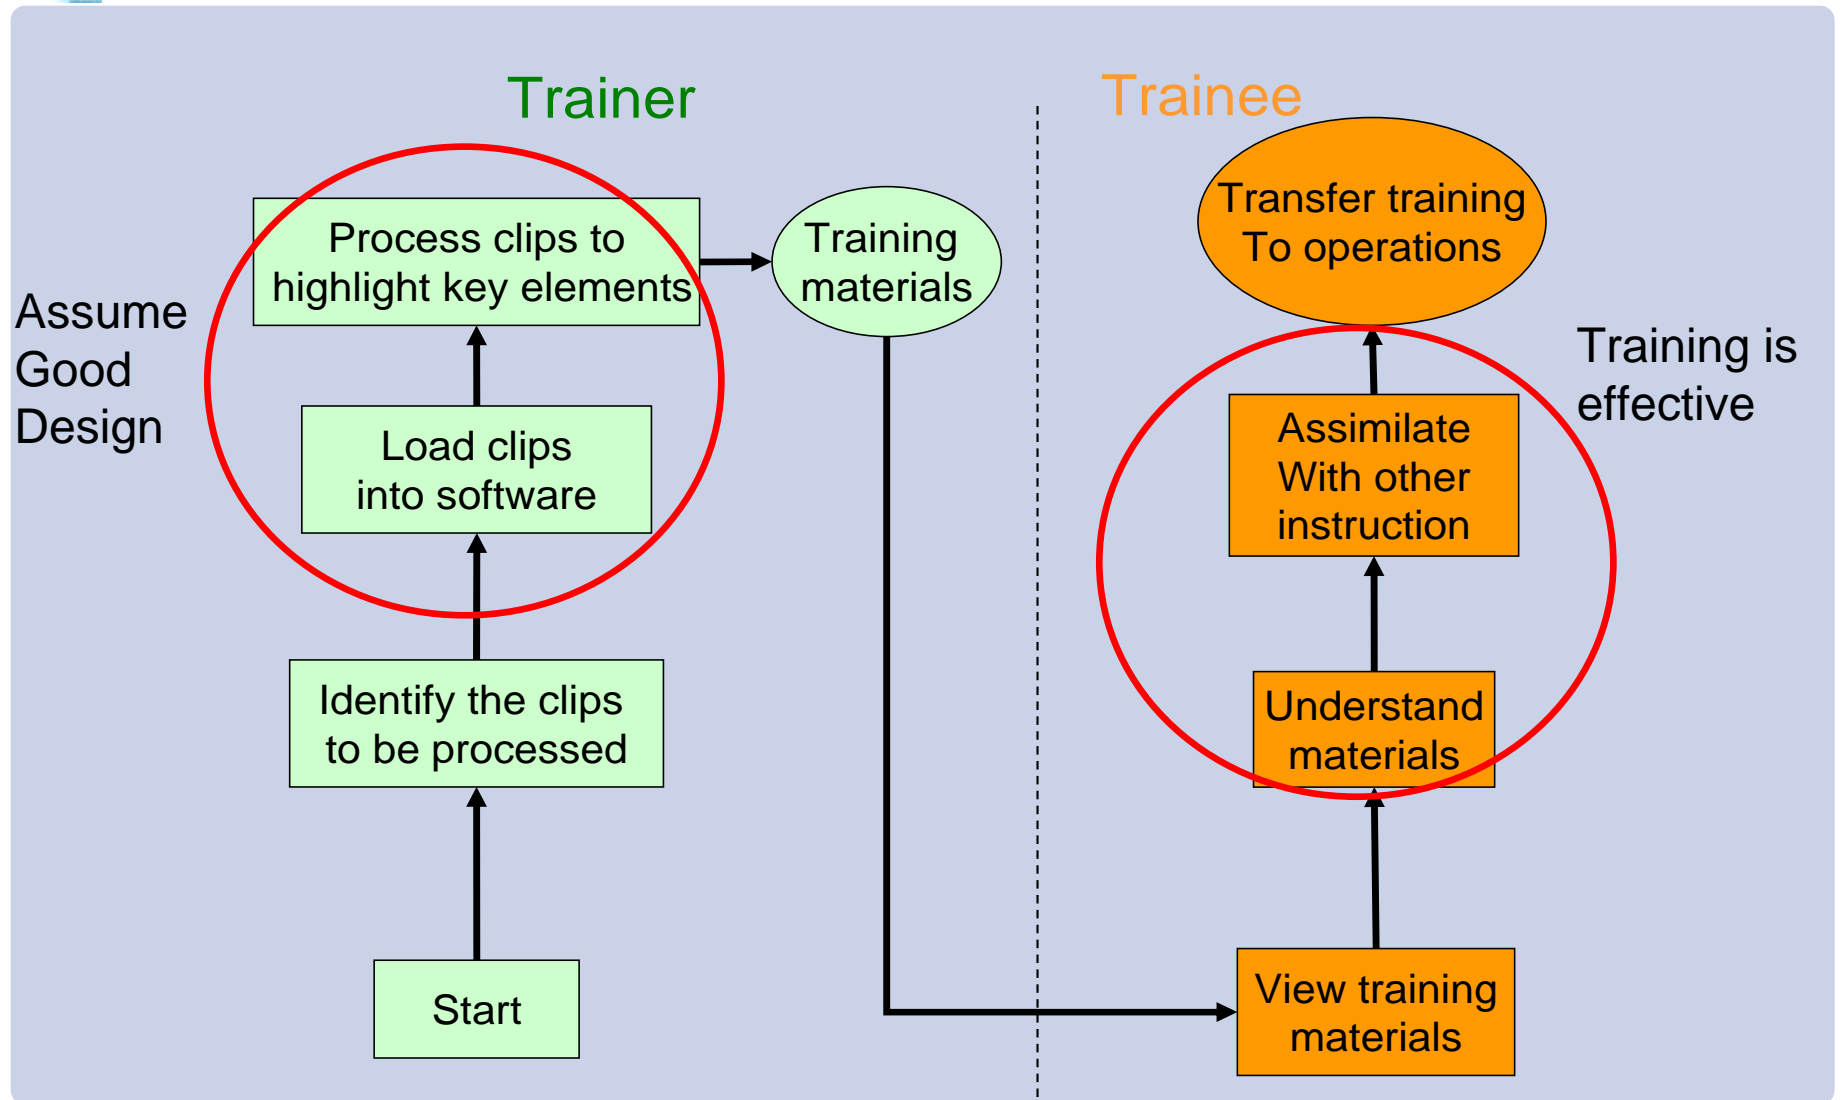 Trainer
Trainee
Process clips to
highlight key elements
Training
materials
Transfer training
To operations
Assume
Good
Design
Training is
effective
Load clips
into software
Assimilate
With other
instruction
Identify the clips
to be processed
Understand
materials
Start
View training
materials